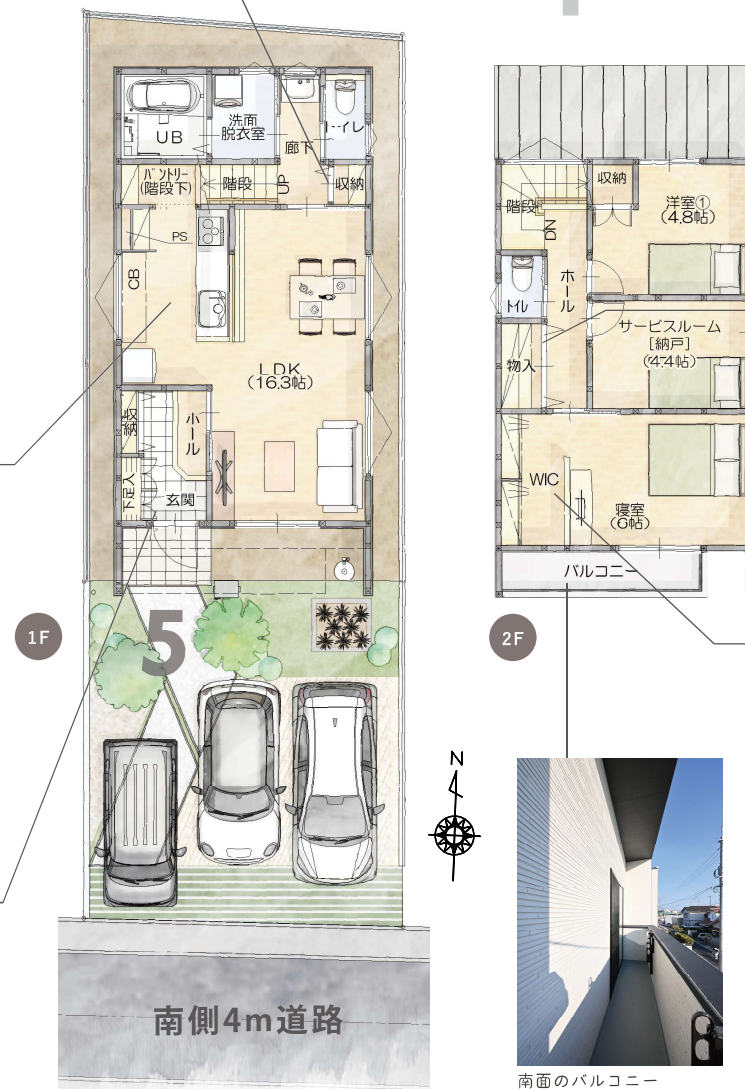 UB
洗面
脱衣室
廊下
トイレ
パントリー
(階段下)
階段
UP
収納
PS
CB
LDK
(16.3帖)
収納
ホール
下足入
玄関
5
1F
南側4m道路
N
階段
収納
洋室①
(4.8帖)
DN
ホール
トイレ
サービスルーム
[納戸]
(4.4帖)
物入
WIC
寝室
(6帖)
バルコニー
2F
南面のバルコニー